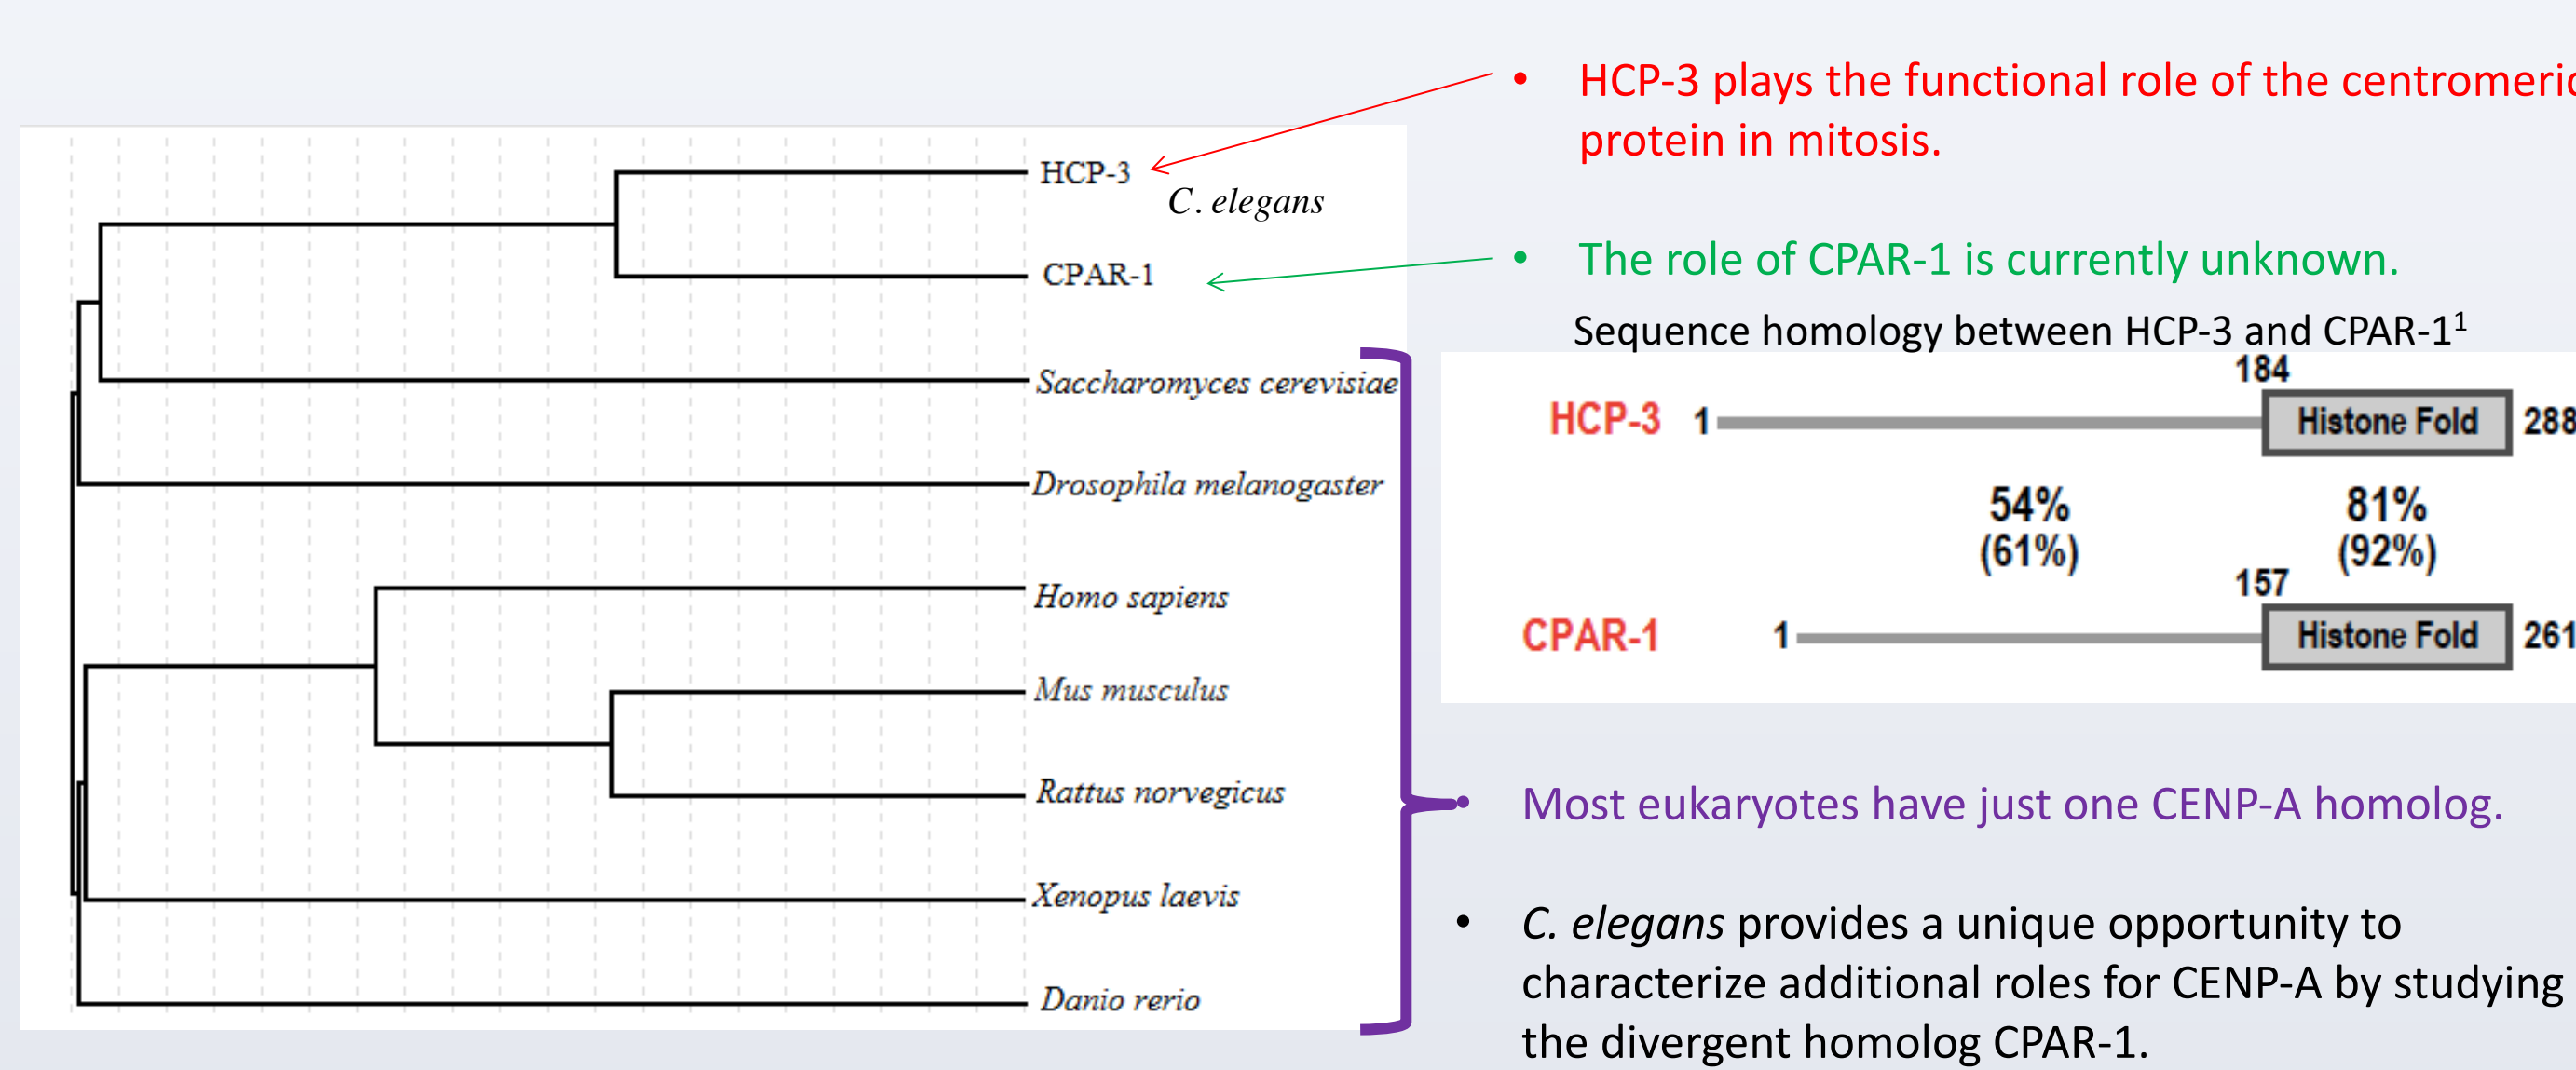 HCP-3
C. elegans
CPAR-1
Saccharomyces cerevisiae
Drosophila melanogaster
Homo sapiens
Mus musculus
Rattus norvegicus
Xenopus laevis
Danio rerio
• HCP-3 plays the functional role of the centromeric
protein in mitosis.
• The role of CPAR-1 is currently unknown.
Sequence homology between HCP-3 and CPAR-1¹
184
HCP-3 1 Histone Fold 288
54% 81%
(61%) (92%)
157
CPAR-1 1 Histone Fold 261
• Most eukaryotes have just one CENP-A homolog.
• C. elegans provides a unique opportunity to
characterize additional roles for CENP-A by studying
the divergent homolog CPAR-1.